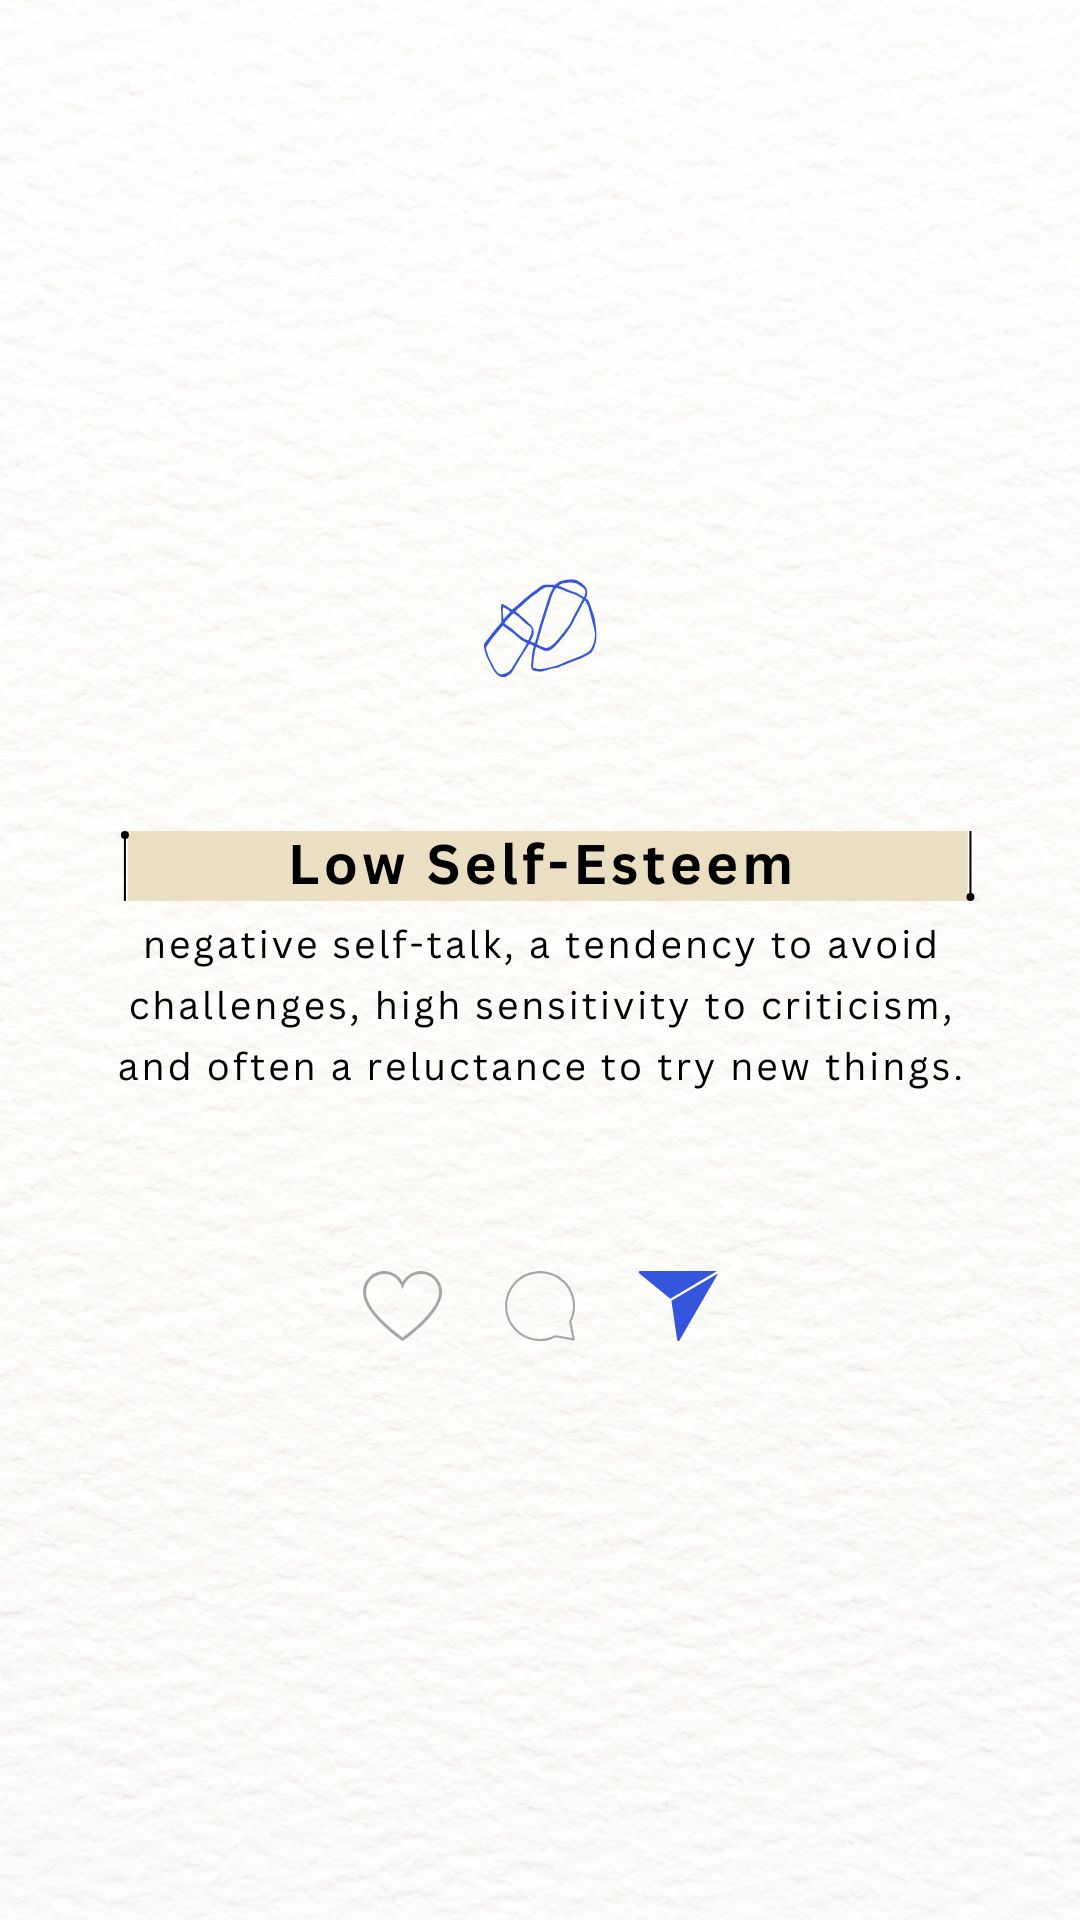 Low Self-Esteem
negative self-talk, a tendency to avoid
challenges, high sensitivity to criticism,
and often a reluctance to try new things.